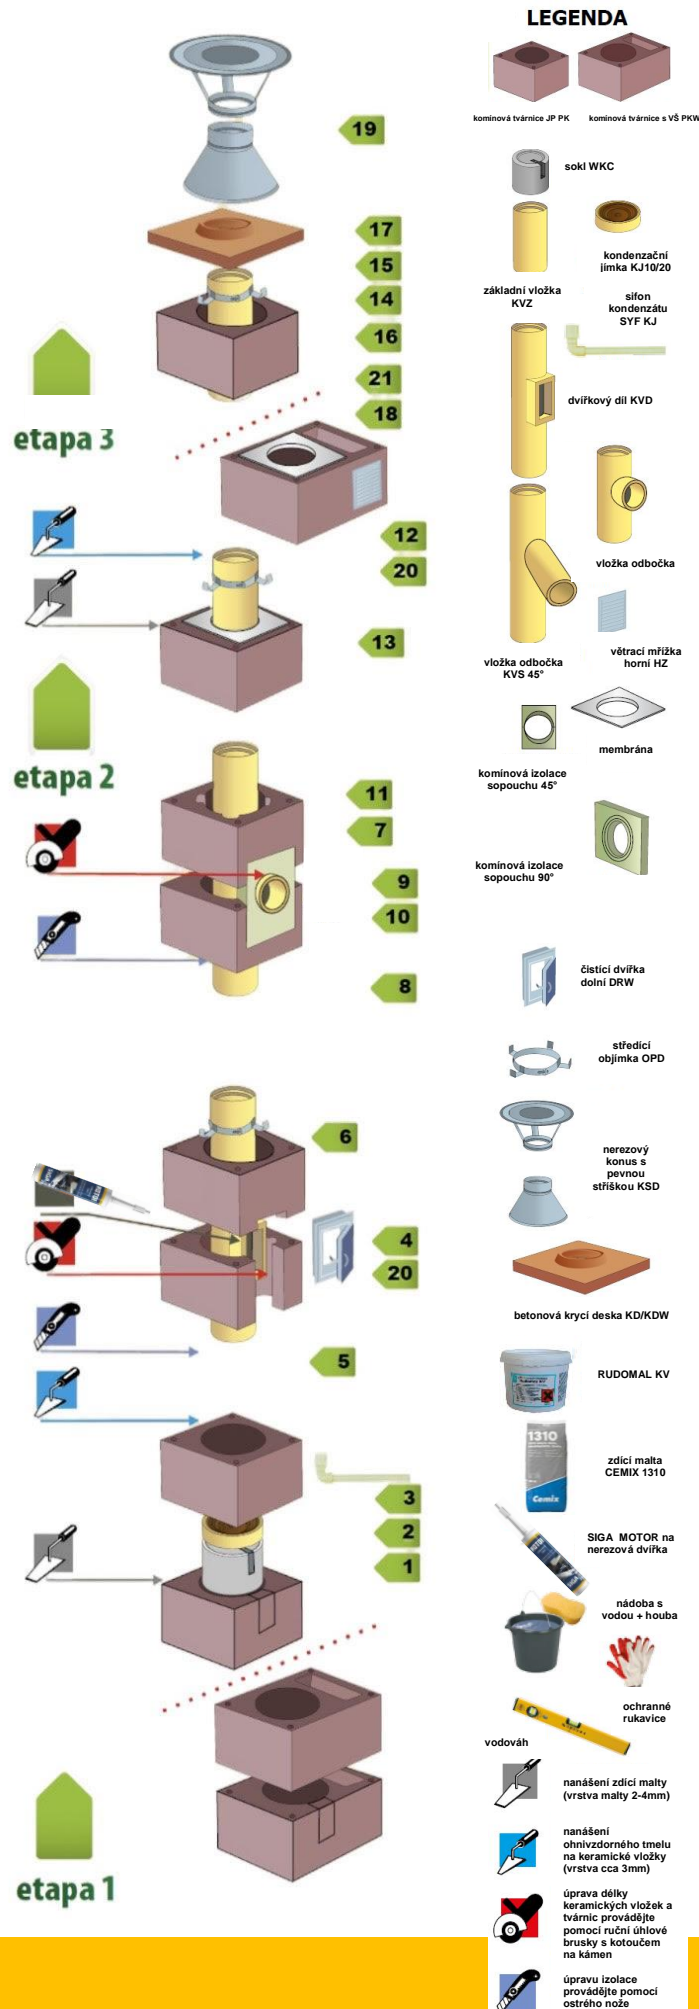 LEGENDA
komínová tvárnice JP PK
komínová tvárnice s VŠ PKW
19
sokl WKC
17
15
14
16
21
18
kondenzační
jímka KJ10/20
základní vložka
KVZ
sifon
kondenzátu
SYF KJ
dvířkový díl KVD
etapa 3
12
20
13
vložka odbočka
větrací mřížka
horní HZ
vložka odbočka
KVS 45°
membrána
etapa 2
komínová izolace
sopouchu 45°
11
7
9
10
8
komínová izolace
sopouchu 90°
čistící dvířka
dolní DRW
středící
objímka OPD
6
4
20
5
nerezový
konus s
pevnou
stříškou KSD
betonová krycí deska KD/KDW
RUDOMAL KV
1310
Cemix
zdící malta
CEMIX 1310
3
2
1
SIGA MOTOR na
nerezová dvířka
nádoba s
vodou + houba
ochranné
rukavice
vodováh
nanášení zdící malty
(vrstva malty 2-4mm)
nanášení
ohnivzdorného tmelu
na keramické vložky
(vrstva cca 3mm)
etapa 1
úprava délky
keramických vložek a
tvárnic provádějte
pomocí ruční úhlové
brusky s kotoučem
na kámen
úpravu izolace
provádějte pomocí
ostrého nože